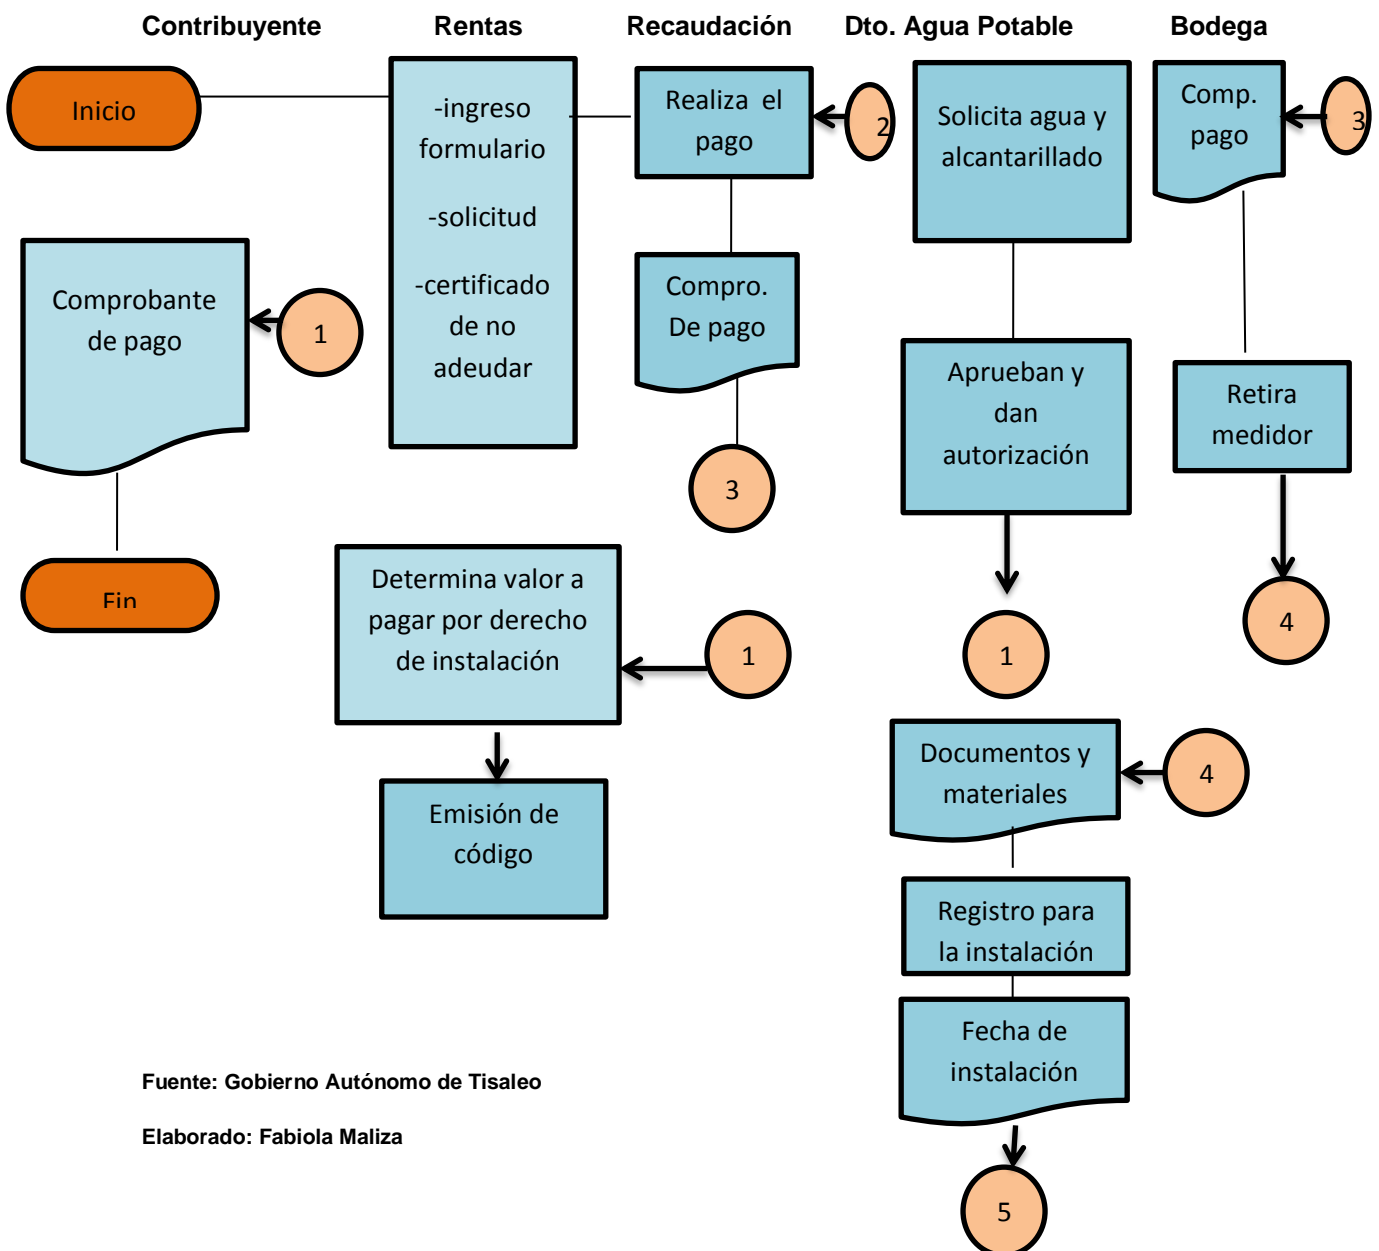 Contribuyente
Rentas
Recaudación
Dto. Agua Potable
Bodega
Inicio
-ingreso
formulario
-solicitud
-certificado
de no
adeudar
Realiza el
pago
2
Solicita agua y
alcantarillado
Comp.
pago
3
Comprobante
de pago
1
Compro.
De pago
3
Aprueban y
dan
autorización
Retira
medidor
Fin
Determina valor a
pagar por derecho
de instalación
1
1
4
Emisión de
código
Documentos y
materiales
4
Registro para
la instalación
Fecha de
instalación
5
Fuente: Gobierno Autónomo de Tisaleo
Elaborado: Fabiola Maliza